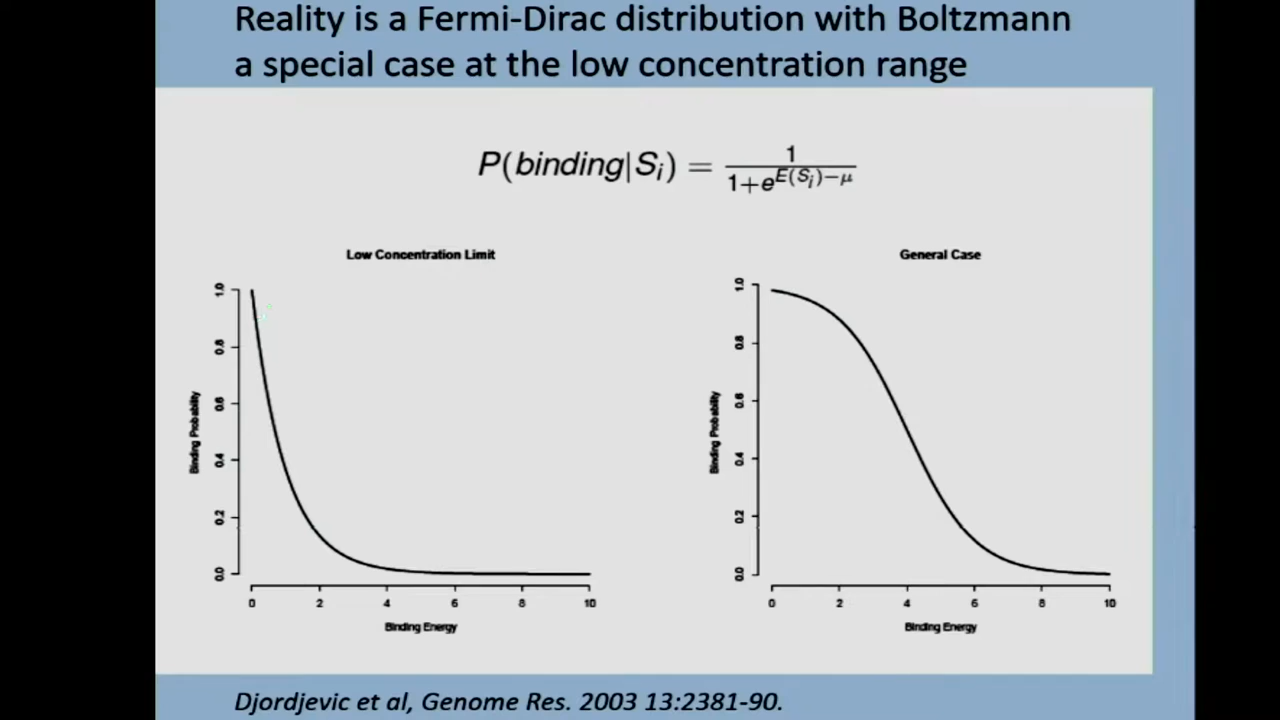 Reality is a Fermi-Dirac distribution with Boltzmann
a special case at the low concentration range
P(binding|Sᵢ) = 1 / (1+e^(E(Sᵢ)−μ))
Low Concentration Limit
1.0
0.8
0.6
0.4
0.2
0.0
Binding Probability
0 2 4 6 8 10
Binding Energy
General Case
1.0
0.8
0.6
0.4
0.2
0.0
Binding Probability
0 2 4 6 8 10
Binding Energy
Djordjevic et al, Genome Res. 2003 13:2381-90.